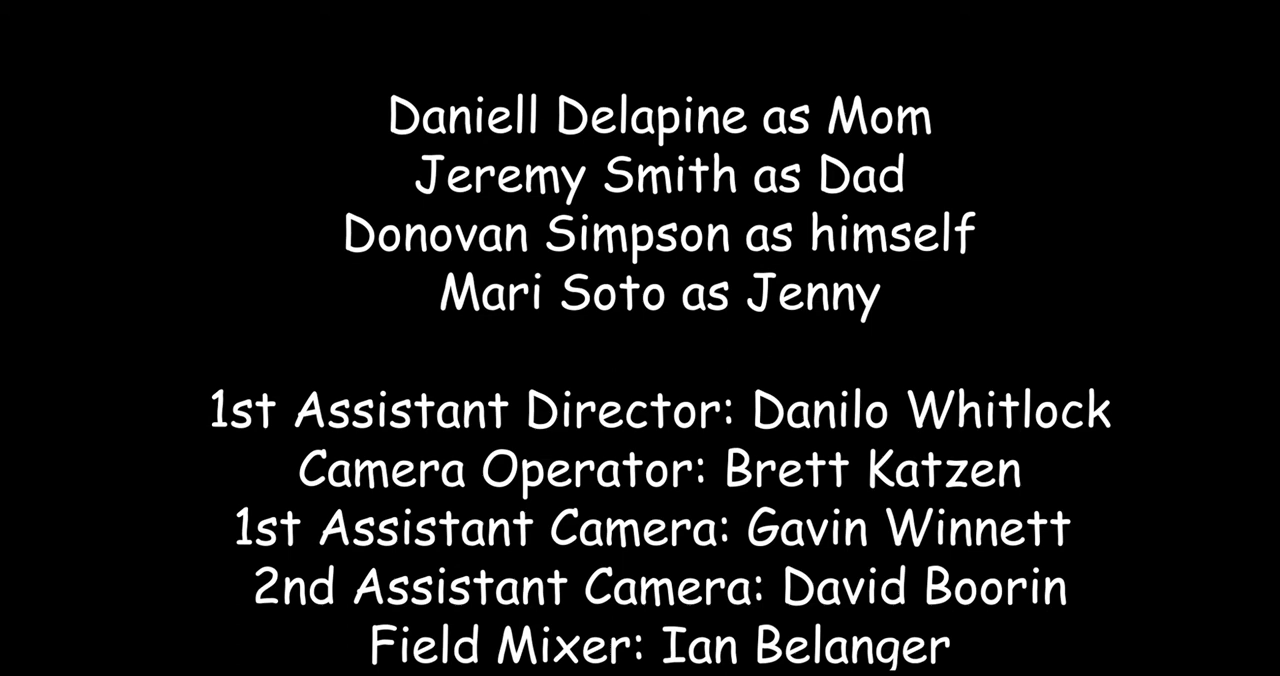 Daniell Delapine as Mom
Jeremy Smith as Dad
Donovan Simpson as himself
Mari Soto as Jenny
1st Assistant Director: Danilo Whitlock
Camera Operator: Brett Katzen
1st Assistant Camera: Gavin Winnett
2nd Assistant Camera: David Boorin
Field Mixer: Ian Belanger